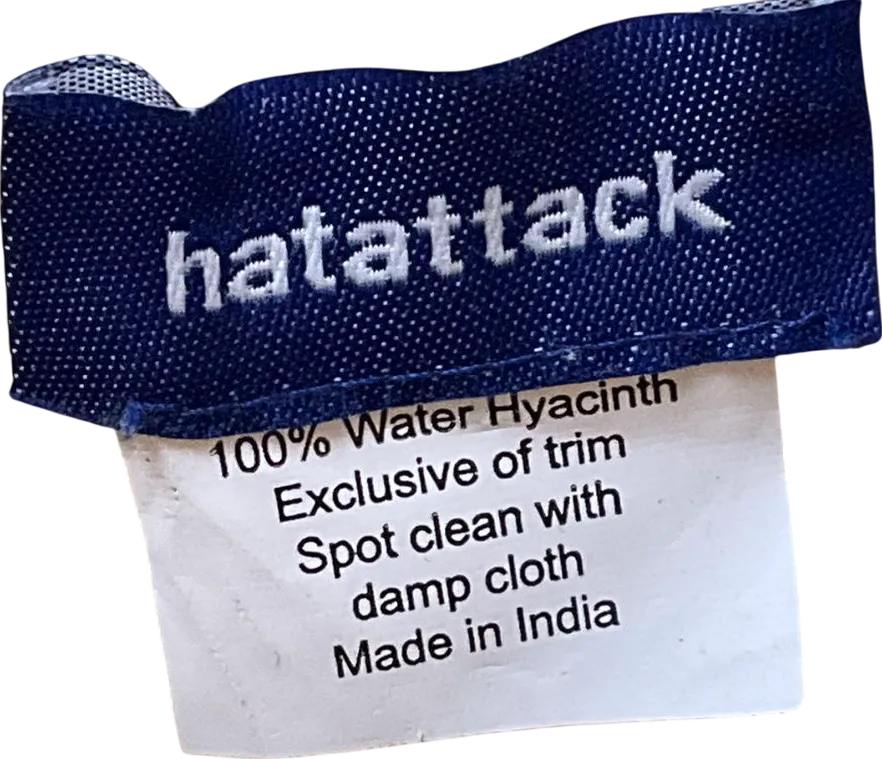 hatattack
100% Water Hyacinth
Exclusive of trim
Spot clean with
damp cloth
Made in India